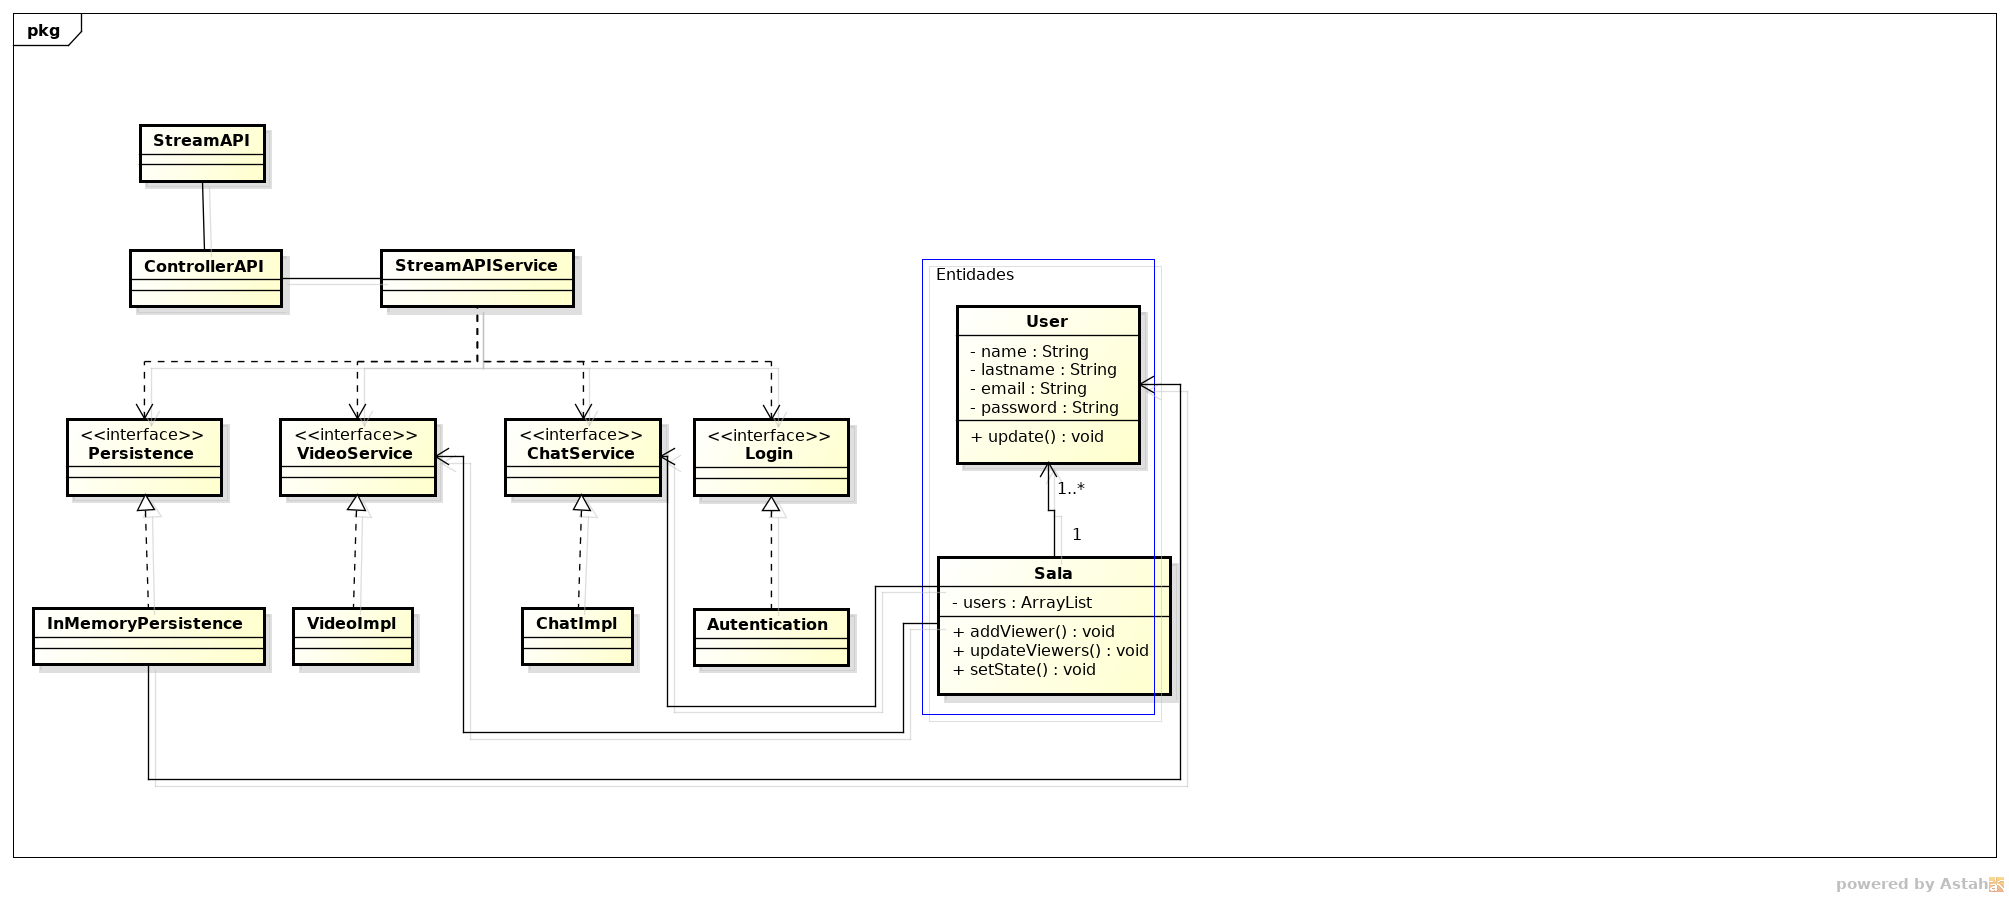 pkg
StreamAPI
ControllerAPI
StreamAPIService
Entidades
User
- name : String
- lastname : String
- email : String
- password : String
+ update() : void
<<interface>>
Persistence
<<interface>>
VideoService
<<interface>>
ChatService
<<interface>>
Login
1..*
1
Sala
- users : ArrayList
+ addViewer() : void
+ updateViewers() : void
+ setState() : void
InMemoryPersistence
VideoImpl
ChatImpl
Autentication
powered by Astah